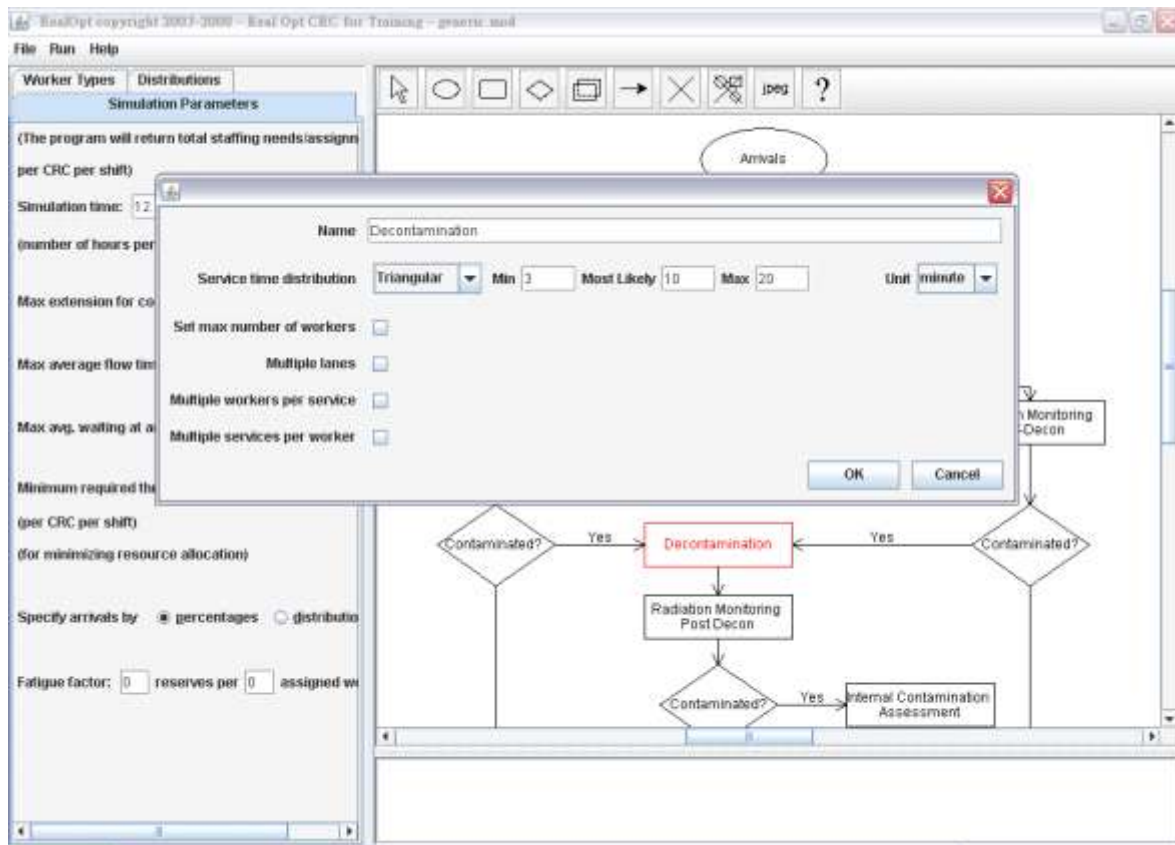 RealOpt copyright 2003-2008 - Real Opt CRC for Training - generic.mod
File Run Help
Worker Types Distributions
Simulation Parameters
(The program will return total staffing needs/assignm
per CRC per shift)
Simulation time: 12
(number of hours per
Max extension for co
Max average flow tim
Max avg. waiting at a
Minimum required th
(per CRC per shift)
(for minimizing resource allocation)
Specify arrivals by percentages distributio
Fatigue factor: 0 reserves per 0 assigned w
jpeg ?
Arrivals
Name Decontamination
Service time distribution Triangular Min 3 Most Likely 10 Max 20 Unit minute
Set max number of workers
Multiple lanes
Multiple workers per service
Multiple services per worker
OK Cancel
n Monitoring
-Decon
Contaminated? Yes Decontamination Yes Contaminated?
Radiation Monitoring
Post Decon
Contaminated? Yes Internal Contamination
Assessment